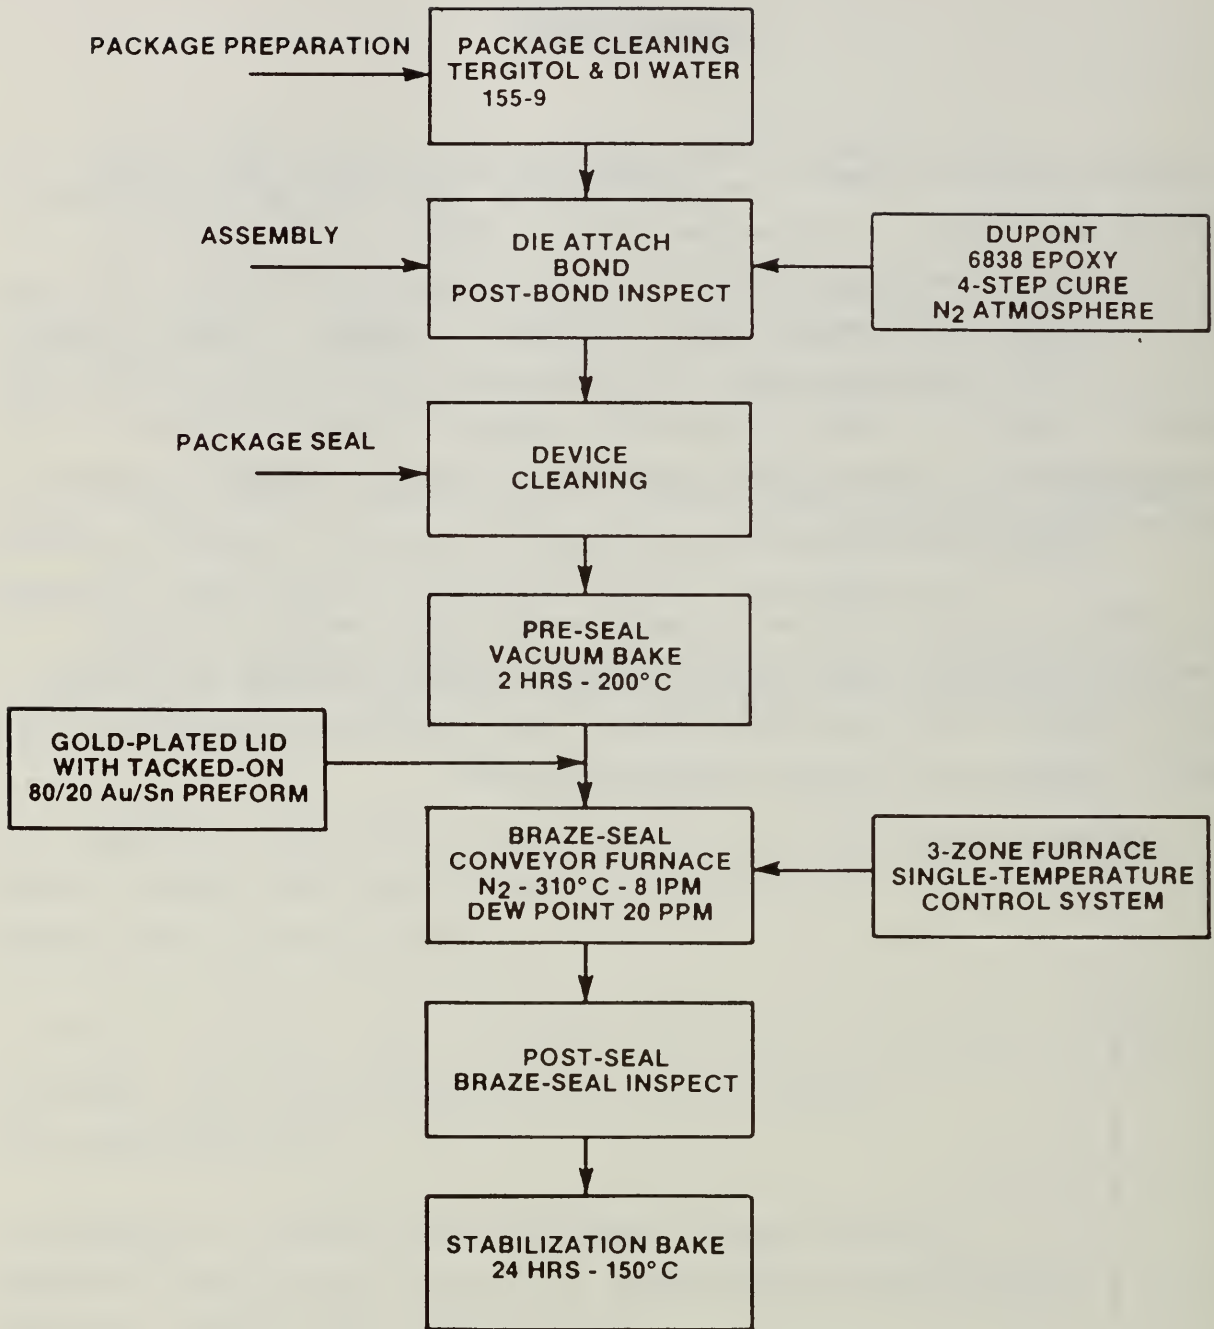 PACKAGE PREPARATION
PACKAGE CLEANING
TERGITOL & DI WATER
155-9
ASSEMBLY
DIE ATTACH
BOND
POST-BOND INSPECT
DUPONT
6838 EPOXY
4-STEP CURE
N2 ATMOSPHERE
PACKAGE SEAL
DEVICE
CLEANING
PRE-SEAL
VACUUM BAKE
2 HRS - 200°C
GOLD-PLATED LID
WITH TACKED-ON
80/20 Au/Sn PREFORM
BRAZE-SEAL
CONVEYOR FURNACE
N2 - 310°C - 8 IPM
DEW POINT 20 PPM
3-ZONE FURNACE
SINGLE-TEMPERATURE
CONTROL SYSTEM
POST-SEAL
BRAZE-SEAL INSPECT
STABILIZATION BAKE
24 HRS - 150°C